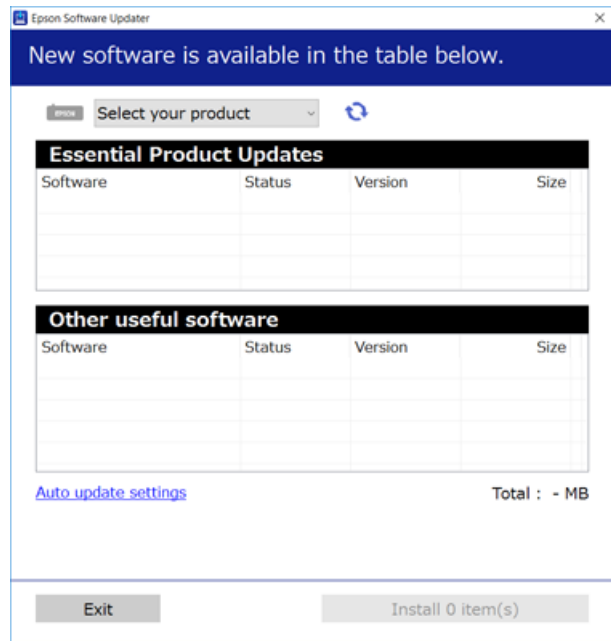 Epson Software Updater
New software is available in the table below.
EPSON Select your product
Essential Product Updates
Software Status Version Size
Other useful software
Software Status Version Size
Auto update settings Total : - MB
Exit Install 0 item(s)